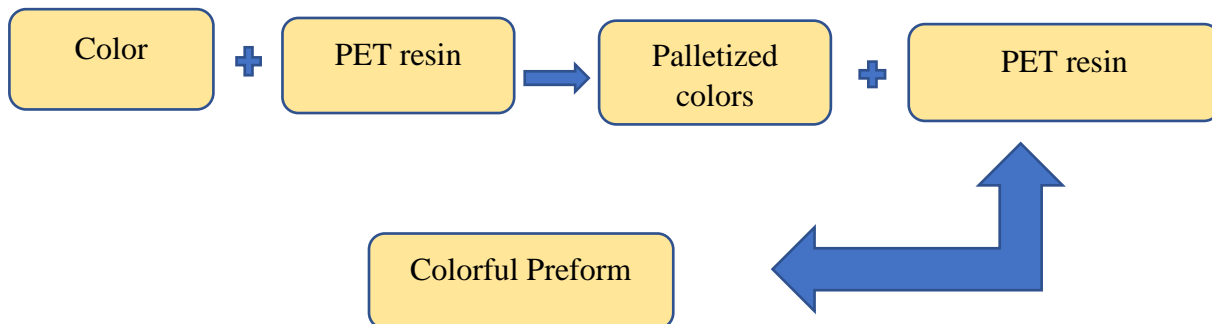 Color
PET resin
Palletized
colors
PET resin
Colorful Preform